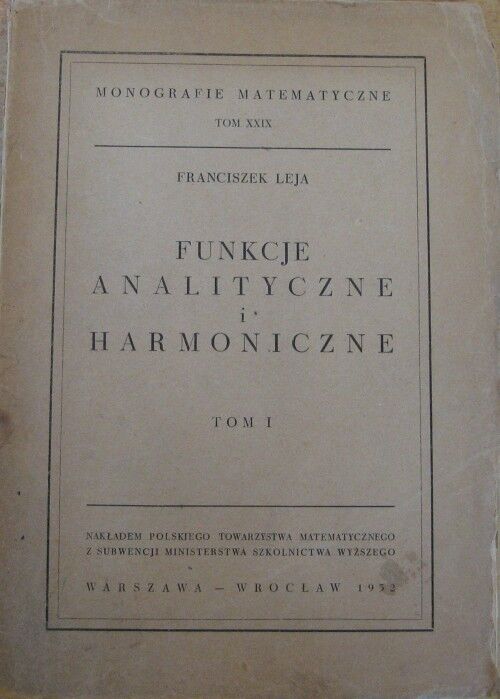 MONOGRAFIE MATEMATYCZNE
TOM XXIX
FRANCISZEK LEJA
FUNKCJE
ANALITYCZNE
i
HARMONICZNE
TOM I
NAKŁADEM POLSKIEGO TOWARZYSTWA MATEMATYCZNEGO
Z SUBWENCJI MINISTERSTWA SZKOLNICTWA WYŻSZEGO
WARSZAWA – WROCŁAW 1952